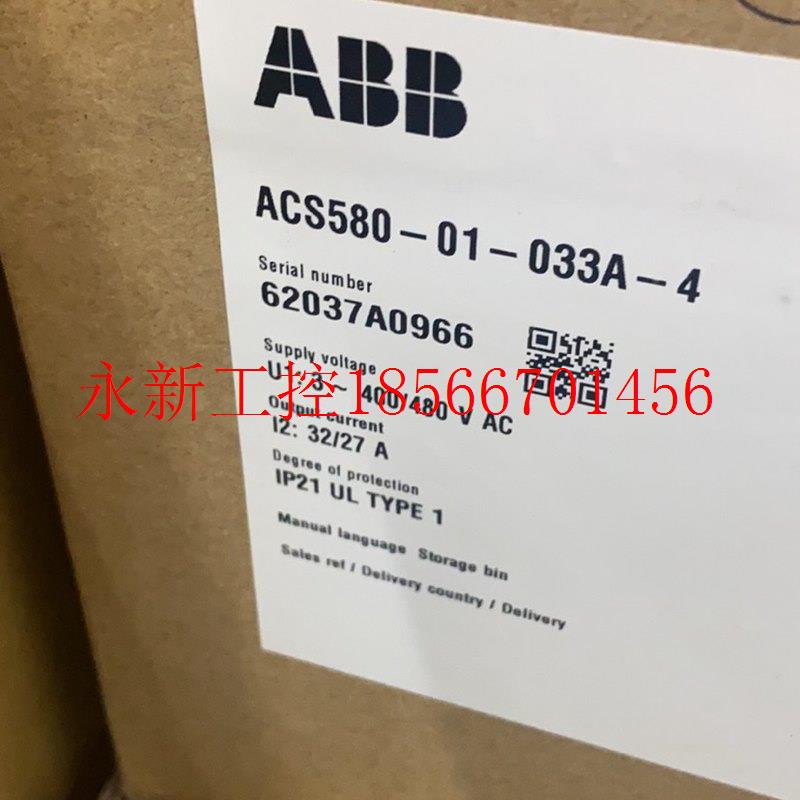 ABB
ACS580-01-033A-4
Serial number
62037A0966
Supply voltage
U1: 3~ 400/480 V AC
永新工控18566701456
Output current
I2: 32/27 A
Degree of protection
IP21 UL TYPE 1
Manual language Storage bin
Sales ref / Delivery country / Delivery